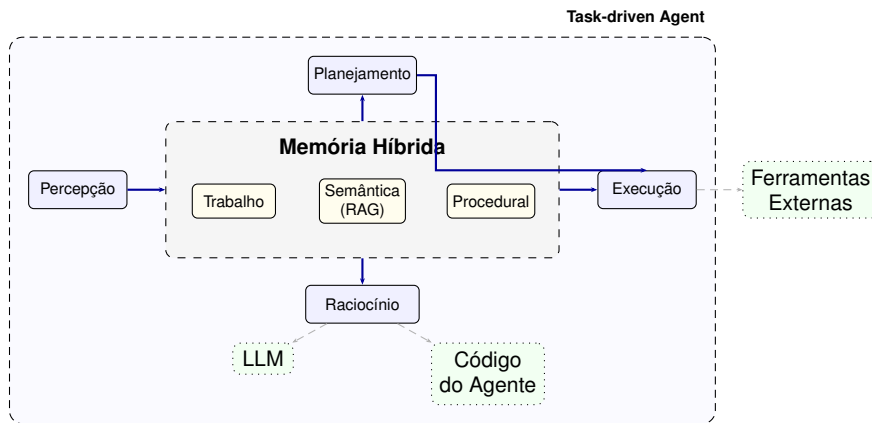 Task-driven Agent
Planejamento
Memória Híbrida
Percepção
Trabalho
Semântica
(RAG)
Procedural
Execução
Ferramentas
Externas
Raciocínio
LLM
Código
do Agente